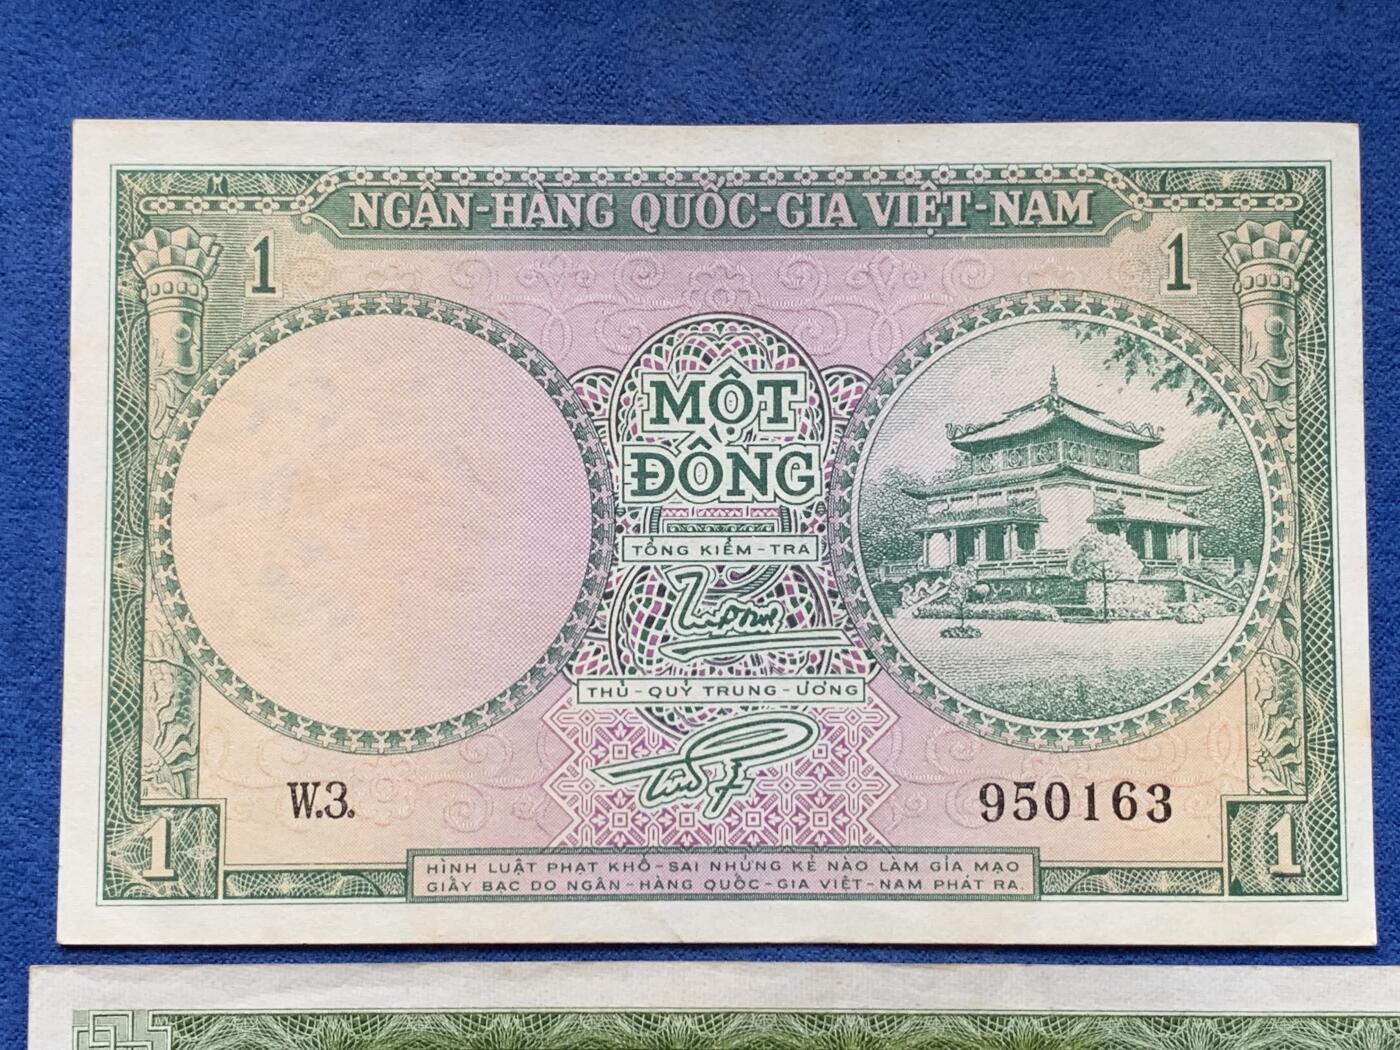 NGÂN-HÀNG QUỐC-GIA VIỆT-NAM
1
1
MỘT
ĐỒNG
TỔNG KIỂM-TRA
THỦ-QUỸ TRUNG-ƯƠNG
W.3.
950163
1
1
HÌNH LUẬT PHẠT KHỔ-SAI NHỮNG KẺ NÀO LÀM GIẢ MẠO
GIẤY BẠC DO NGÂN-HÀNG QUỐC-GIA VIỆT-NAM PHÁT RA.